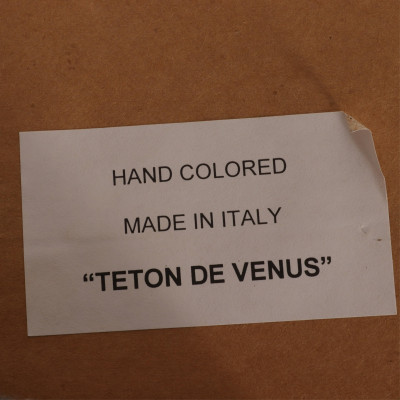 HAND COLORED
MADE IN ITALY
“TETON DE VENUS”